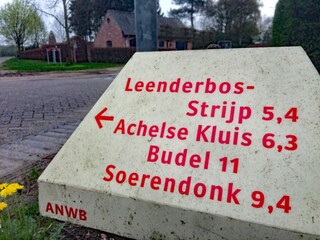 Leenderbos-
Strijp 5,4
Achelse Kluis 6,3
Budel 11
Soerendonk 9,4
ANWB